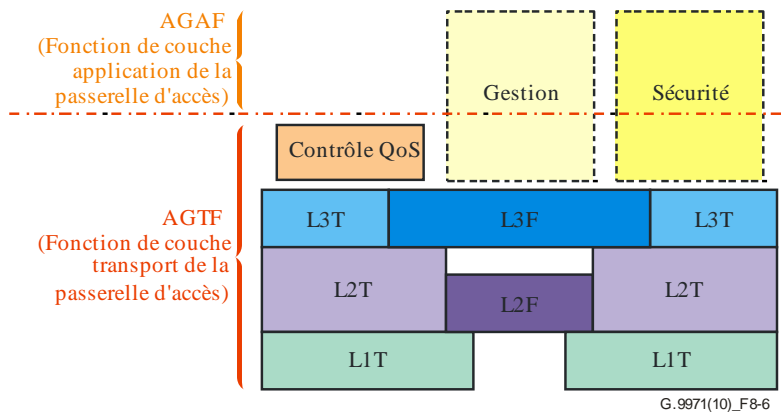 AGAF
(Fonction de couche
application de la
passerelle d'accès)
Gestion
Sécurité
Contrôle QoS
AGTF
(Fonction de couche
transport de la
passerelle d'accès)
L3T
L3F
L3T
L2T
L2F
L2T
L1T
L1T
G.9971(10)_F8-6